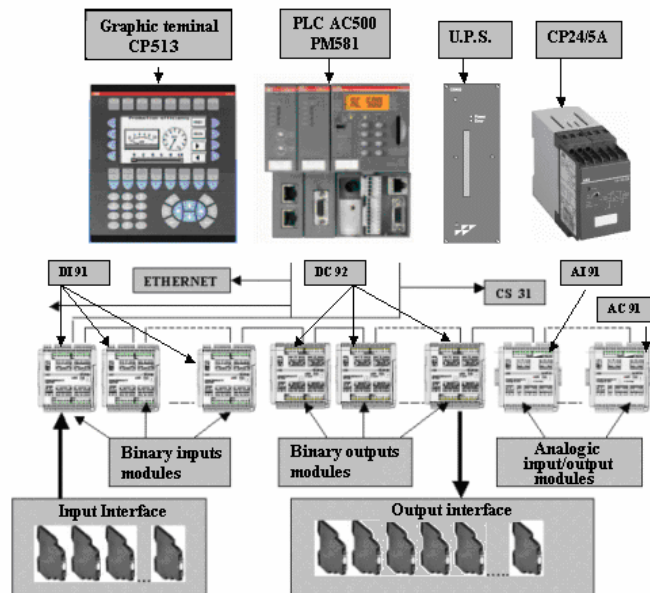 Graphic teminal
CP513
PLC AC500
PM581
U.P.S.
CP24/5A
DI 91
ETHERNET
DC 92
CS 31
AI 91
AC 91
Binary inputs
modules
Binary outputs
modules
Analogic
input/output
modules
Input Interface
Output interface